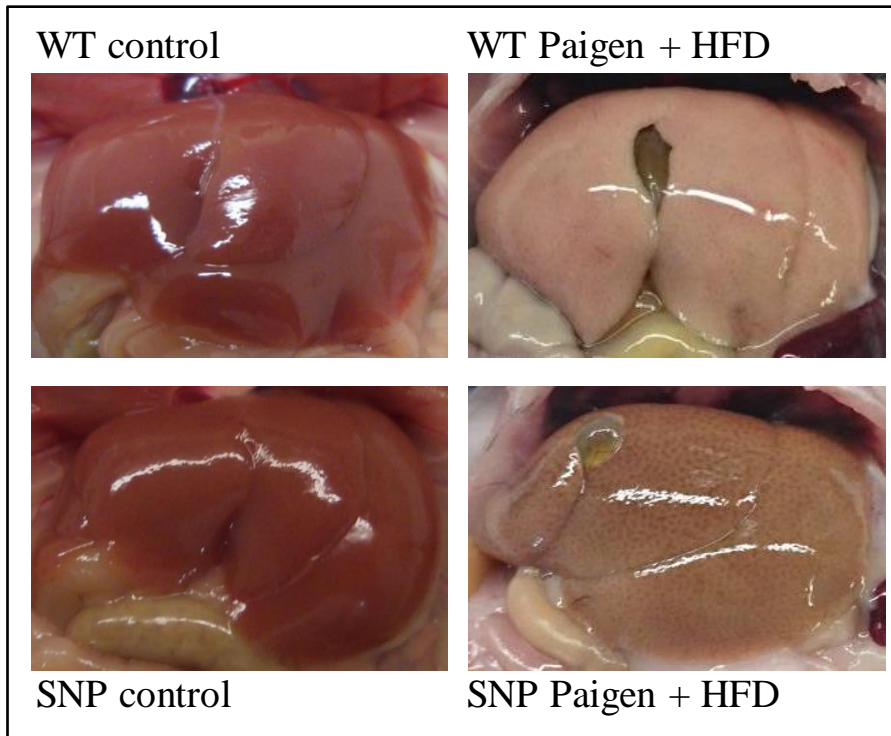 WT control
WT Paigen + HFD
SNP control
SNP Paigen + HFD